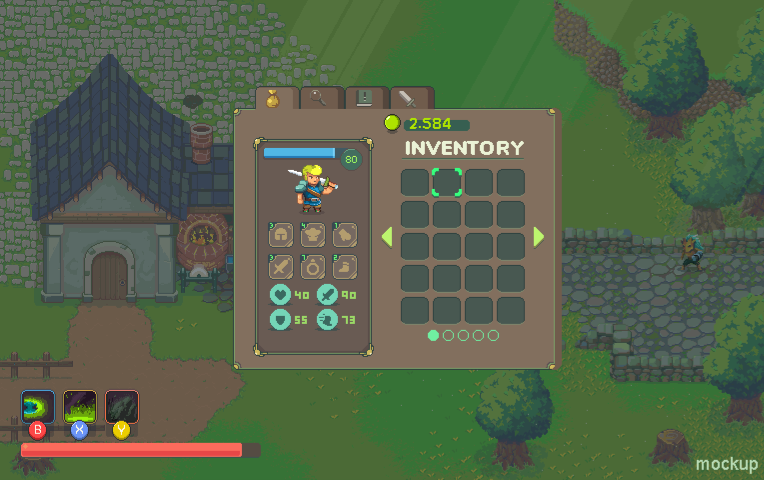 2.584
INVENTORY
80
40 90
55 73
B X Y
mockup